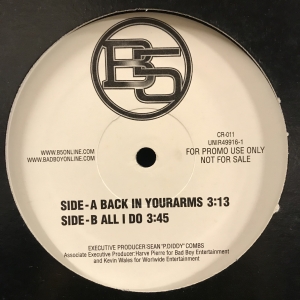 B5
WWW.B5ONLINE.COM
WWW.BADBOYONLINE.COM
CR-011
UNIR49916-1
FOR PROMO USE ONLY
NOT FOR SALE
SIDE-A BACK IN YOURARMS 3:13
SIDE-B ALL I DO 3:45
EXECUTIVE PRODUCER-SEAN "P.DIDDY" COMBS
Associate Executive Producer:Harve Pierre for Bad Boy Entertainment
and Kevin Wales for Worlwide Entertainment